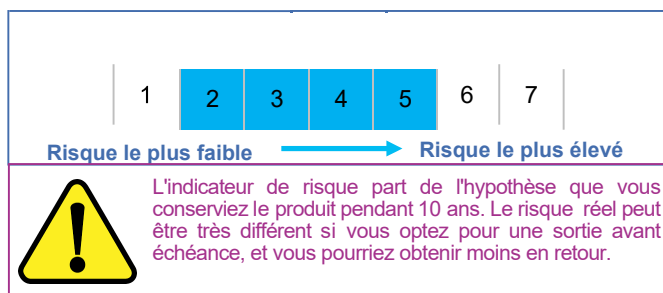 1 2 3 4 5 6 7
Risque le plus faible Risque le plus élevé
L'indicateur de risque part de l'hypothèse que vous
conserviez le produit pendant 10 ans. Le risque réel peut
être très différent si vous optez pour une sortie avant
échéance, et vous pourriez obtenir moins en retour.